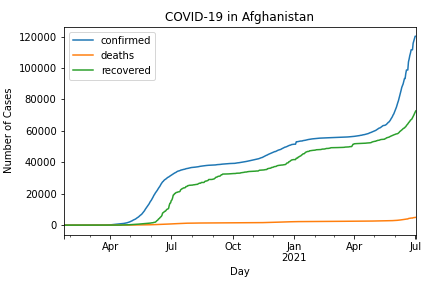 COVID-19 in Afghanistan
confirmed
deaths
recovered
120000
100000
80000
60000
40000
20000
0
Number of Cases
Apr
Jul
Oct
Jan
2021
Apr
Jul
Day